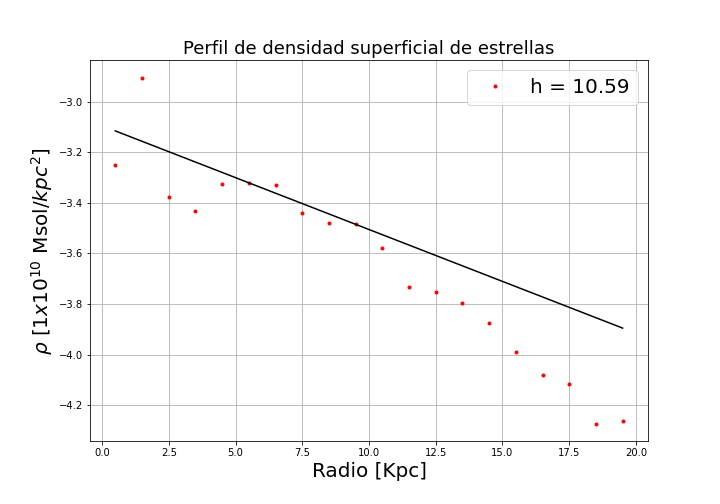 Perfil de densidad superficial de estrellas
h = 10.59
−3.0
−3.2
−3.4
−3.6
−3.8
−4.0
−4.2
ρ [1x10¹⁰ Msol/kpc²]
0.0 2.5 5.0 7.5 10.0 12.5 15.0 17.5 20.0
Radio [Kpc]